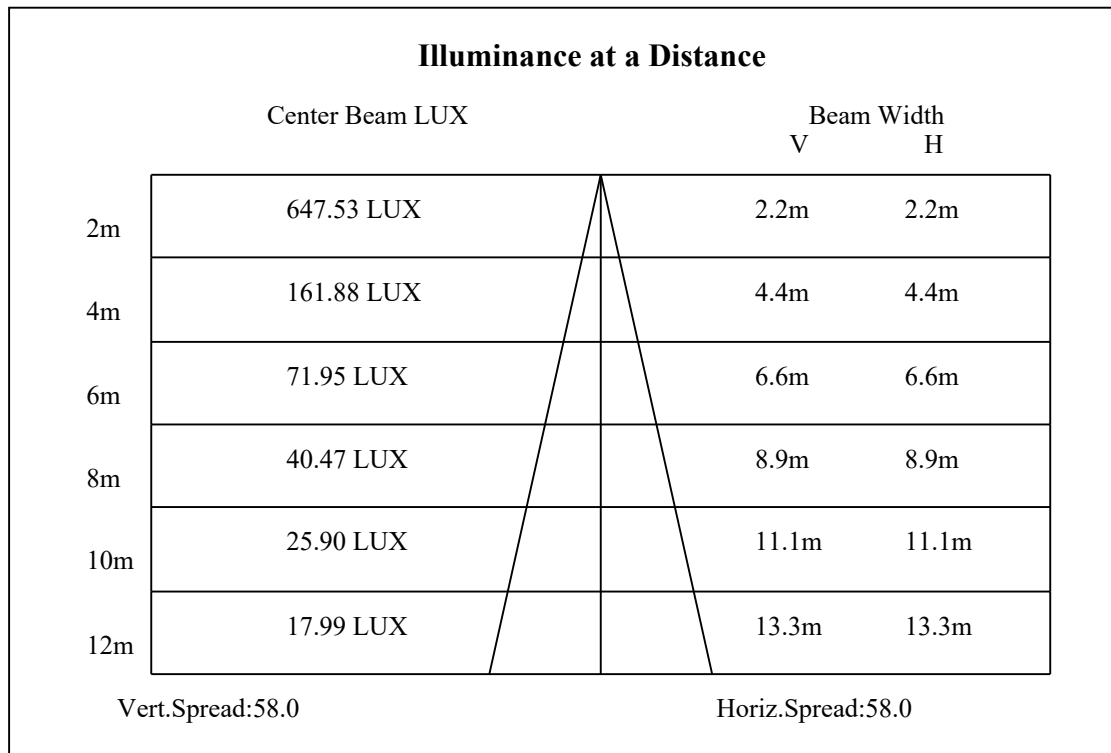 Illuminance at a Distance
Center Beam LUX Beam Width
V H
647.53 LUX 2.2m 2.2m
2m
161.88 LUX 4.4m 4.4m
4m
71.95 LUX 6.6m 6.6m
6m
40.47 LUX 8.9m 8.9m
8m
25.90 LUX 11.1m 11.1m
10m
17.99 LUX 13.3m 13.3m
12m
Vert.Spread:58.0 Horiz.Spread:58.0